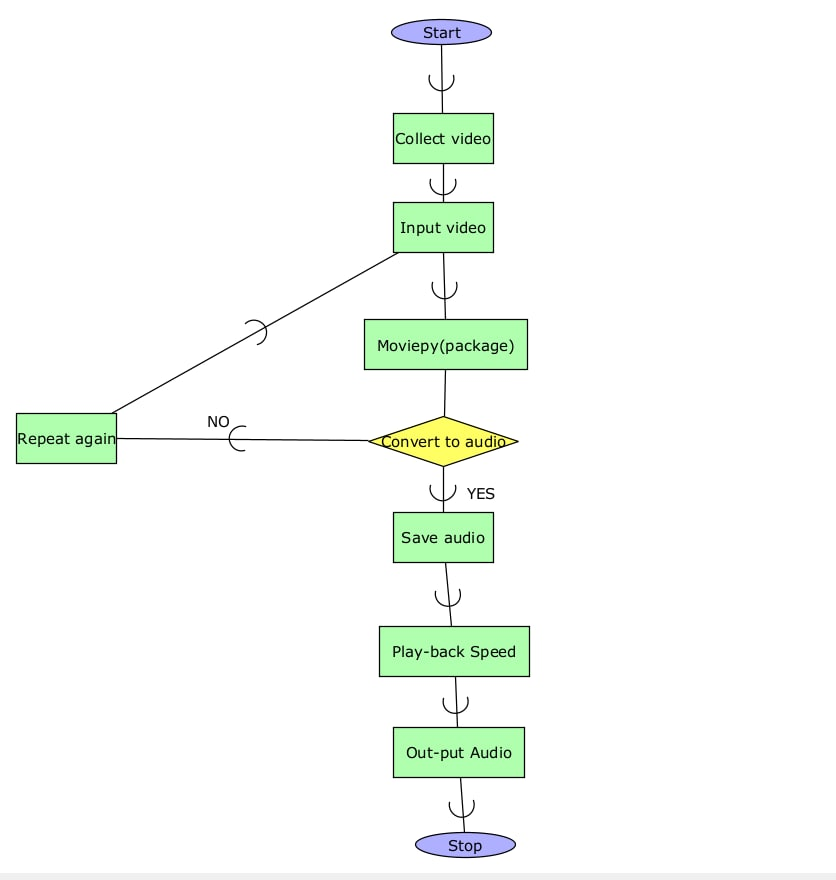 Start
Collect video
Input video
Moviepy(package)
NO
Repeat again
Convert to audio
YES
Save audio
Play-back Speed
Out-put Audio
Stop